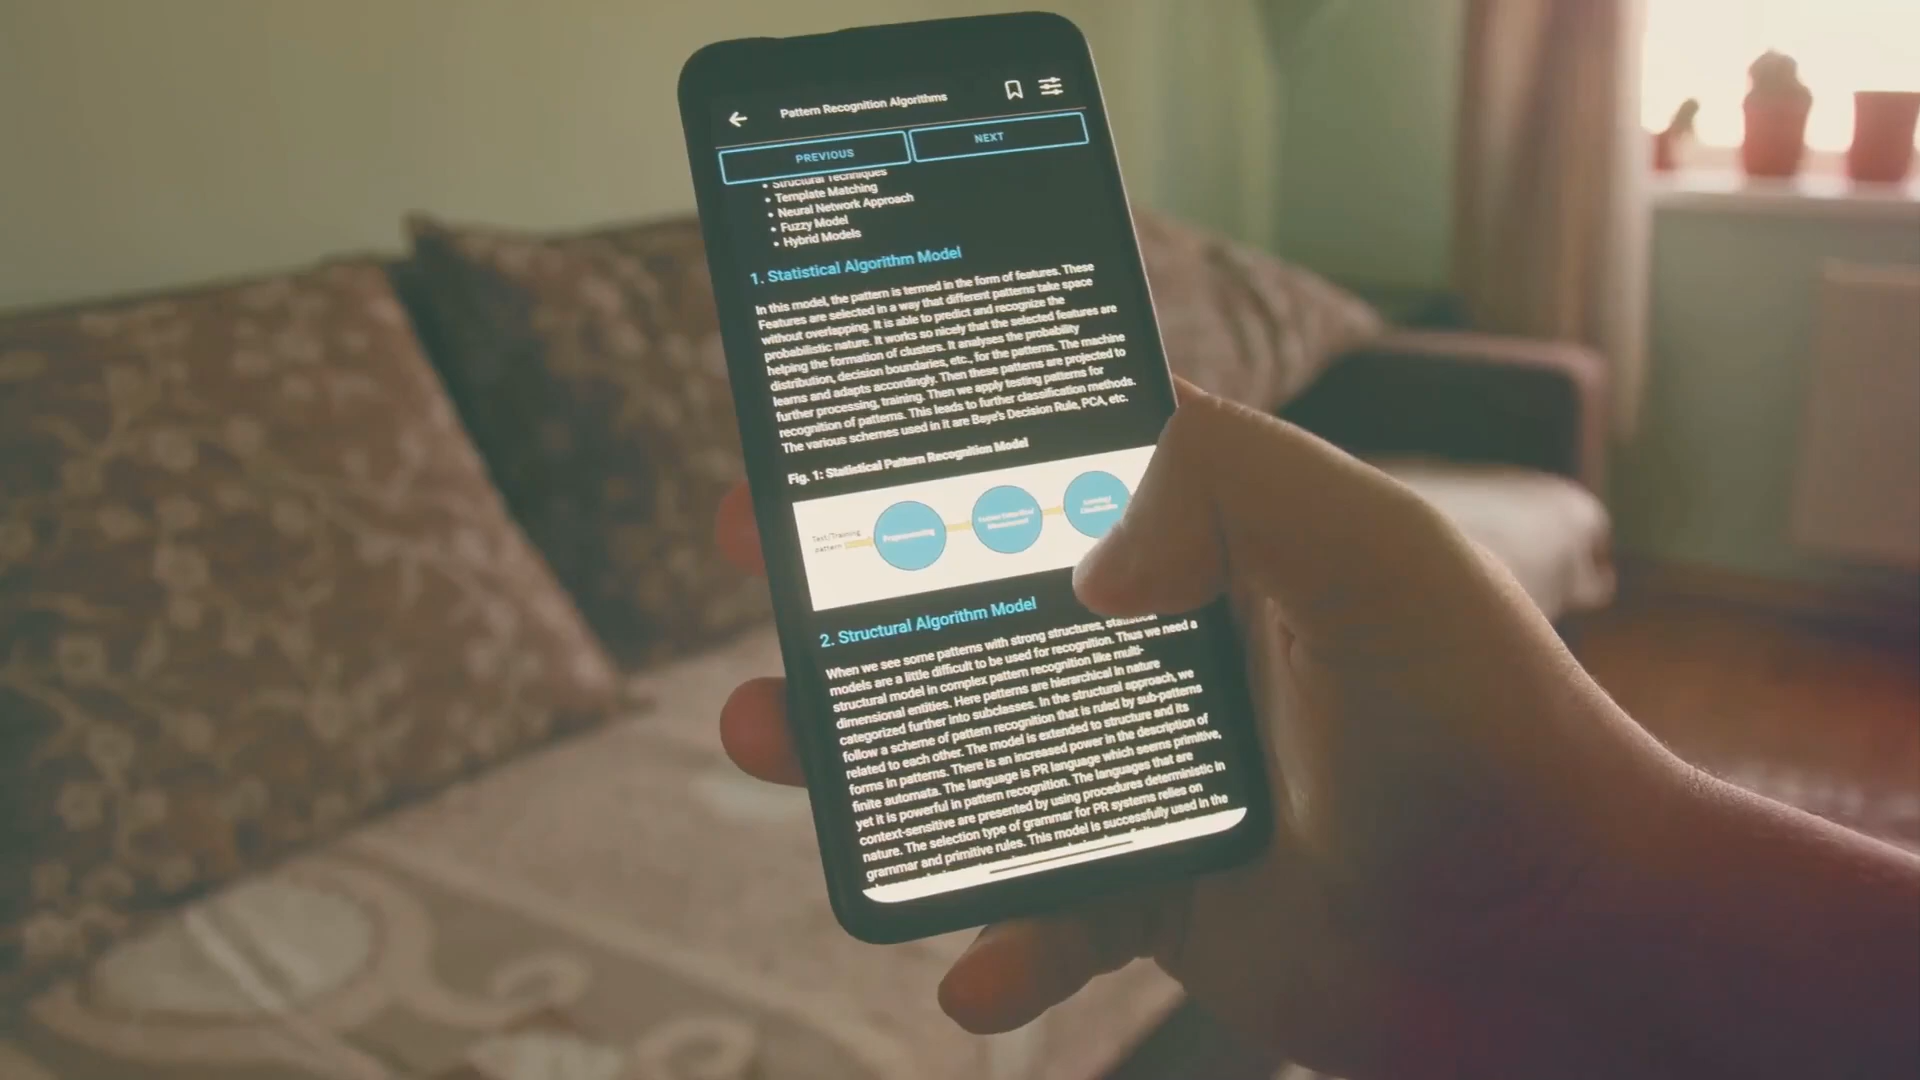 Pattern Recognition Algorithms
PREVIOUS
NEXT
• Structural Techniques
• Template Matching
• Neural Network Approach
• Fuzzy Model
• Hybrid Models
1. Statistical Algorithm Model
In this model, the pattern is termed in the form of features. These
Features are selected in a way that different patterns take space
without overlapping. It is able to predict and recognize the
probabilistic nature. It works so nicely that the selected features are
helping the formation of clusters. It analyses the probability
distribution, decision boundaries, etc., for the patterns. The machine
learns and adapts accordingly. Then these patterns are projected to
further processing, training. Then we apply testing patterns for
recognition of patterns. This leads to further classification methods.
The various schemes used in it are Baye's Decision Rule, PCA, etc.
Fig. 1: Statistical Pattern Recognition Model
Test/Training
pattern
Preprocessing
2. Structural Algorithm Model
When we see some patterns with strong structures, statistical
models are a little difficult to be used for recognition. Thus we need a
structural model in complex pattern recognition like multi-
dimensional entities. Here patterns are hierarchical in nature
categorized further into subclasses. In the structural approach, we
follow a scheme of pattern recognition that is ruled by sub-patterns
related to each other. The model is extended to structure and its
forms in patterns. There is an increased power in the description of
finite automata. The language is PR language which seems primitive,
yet it is powerful in pattern recognition. The languages that are
context-sensitive are presented by using procedures deterministic in
nature. The selection type of grammar for PR systems relies on
grammar and primitive rules. This model is successfully used in the